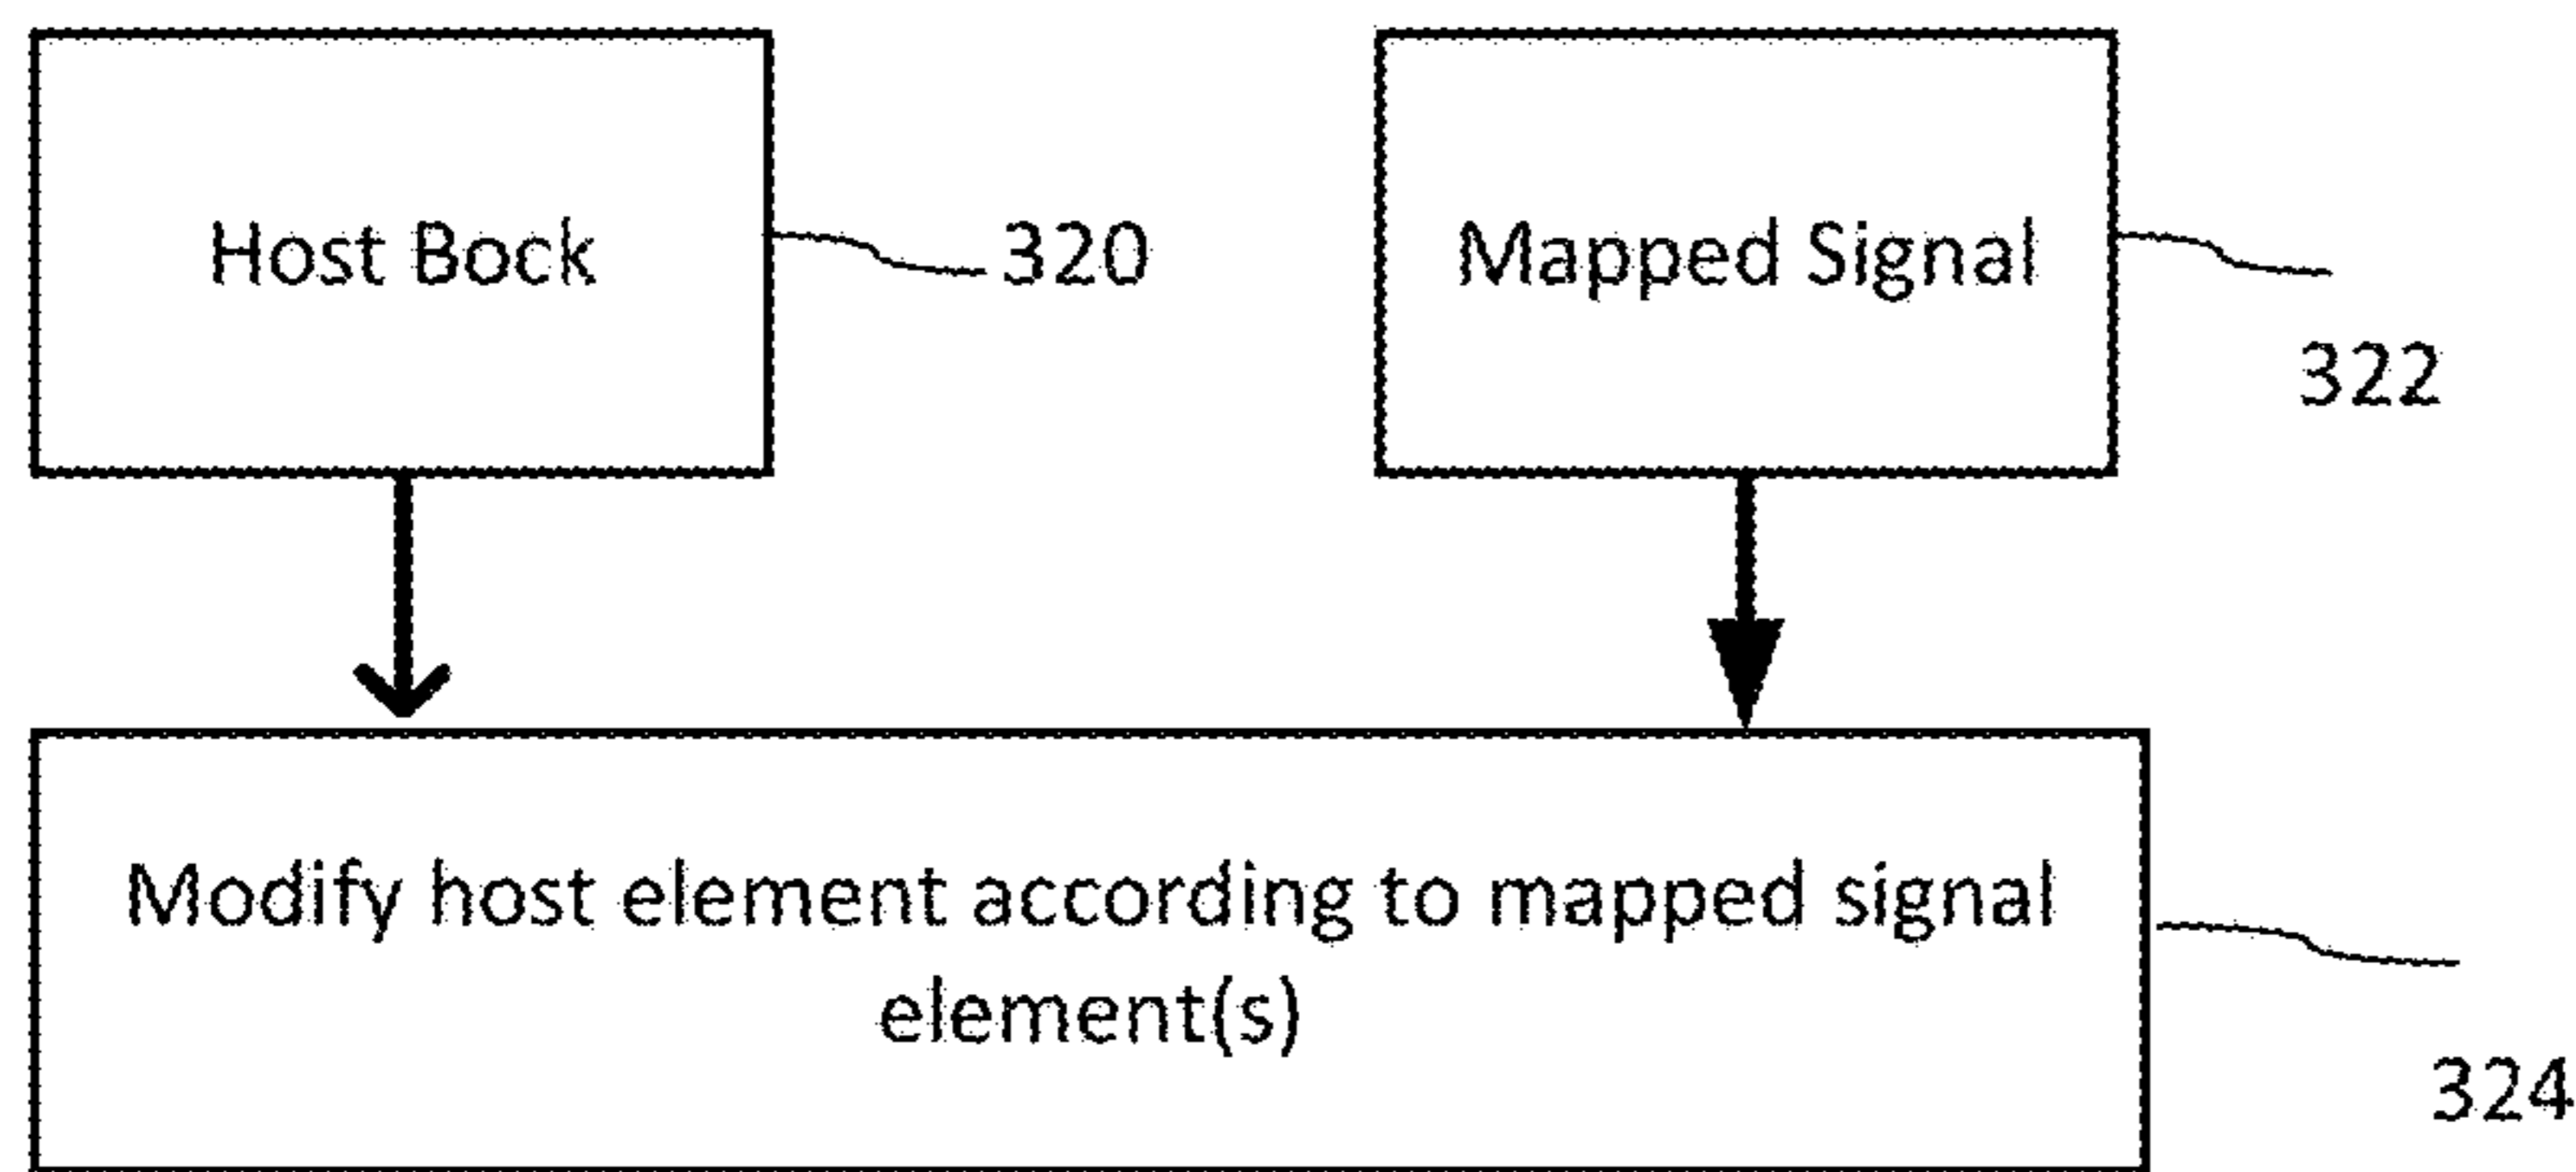 Host Bock
320
Mapped Signal
322
Modify host element according to mapped signal
element(s)
324